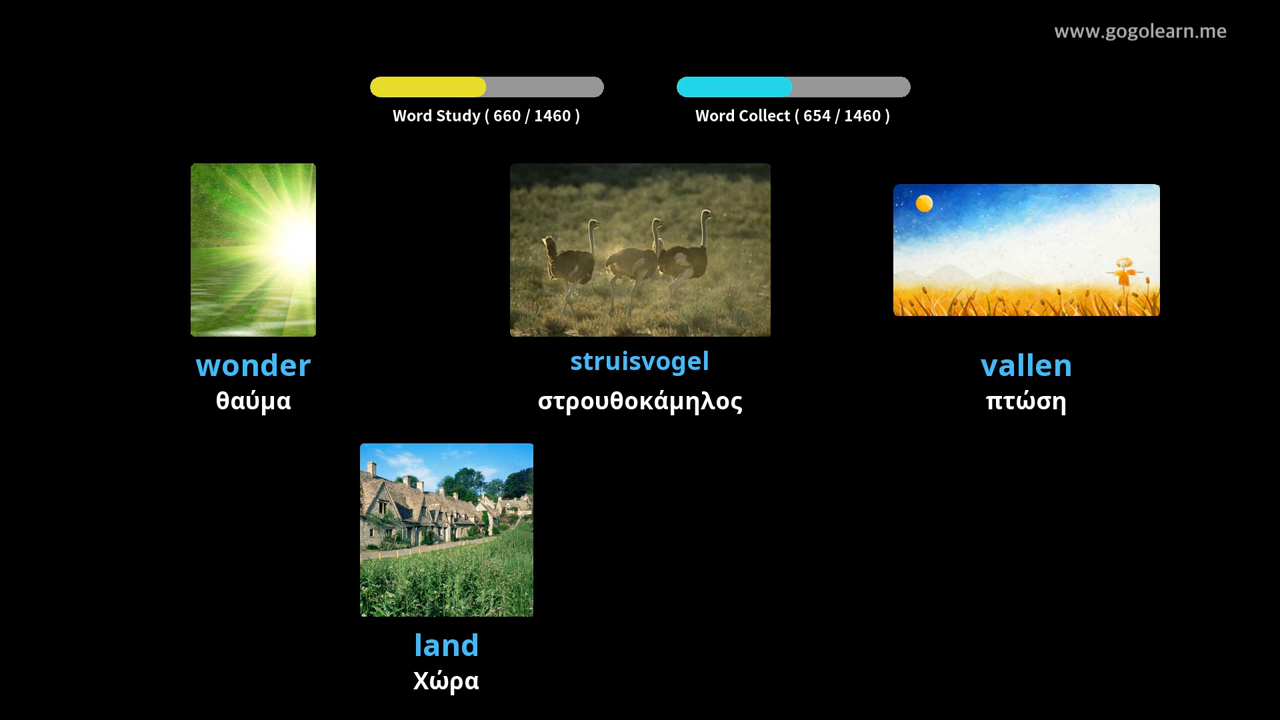 www.gogolearn.me
Word Study ( 660 / 1460 )
Word Collect ( 654 / 1460 )
wonder
θαύμα
struisvogel
στρουθοκάμηλος
vallen
πτώση
land
Χώρα